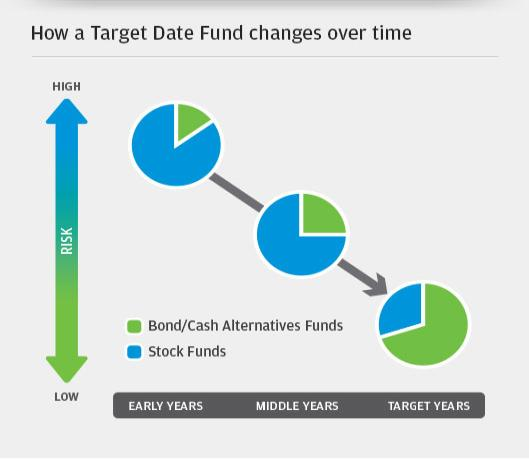 How a Target Date Fund changes over time
HIGH
RISK
Bond/Cash Alternatives Funds
Stock Funds
LOW
EARLY YEARS MIDDLE YEARS TARGET YEARS